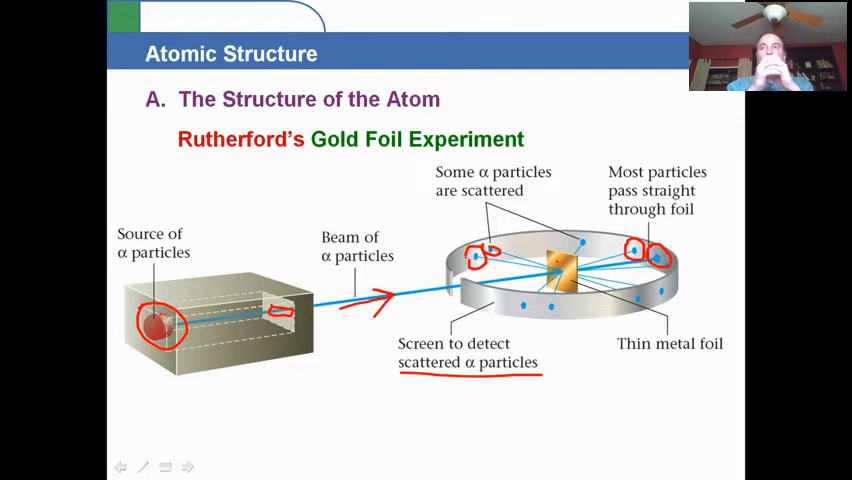 Atomic Structure
A. The Structure of the Atom
Rutherford's Gold Foil Experiment
Some α particles
are scattered
Most particles
pass straight
through foil
Source of
α particles
Beam of
α particles
Screen to detect
scattered α particles
Thin metal foil